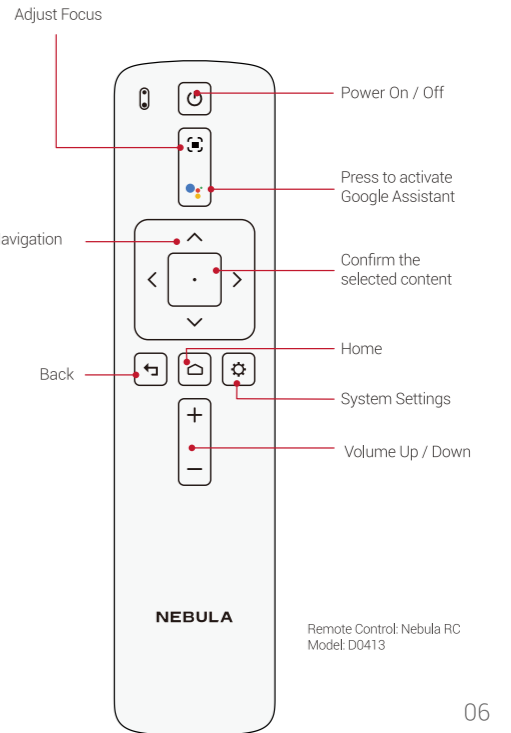 Adjust Focus
Power On / Off
Press to activate
Google Assistant
avigation
Confirm the
selected content
Home
Back
System Settings
Volume Up / Down
NEBULA
Remote Control: Nebula RC
Model: D0413
06